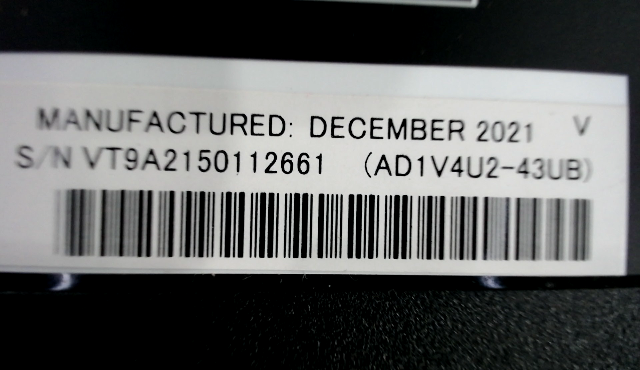 MANUFACTURED: DECEMBER 2021 V
S/N VT9A2150112661 (AD1V4U2-43UB)